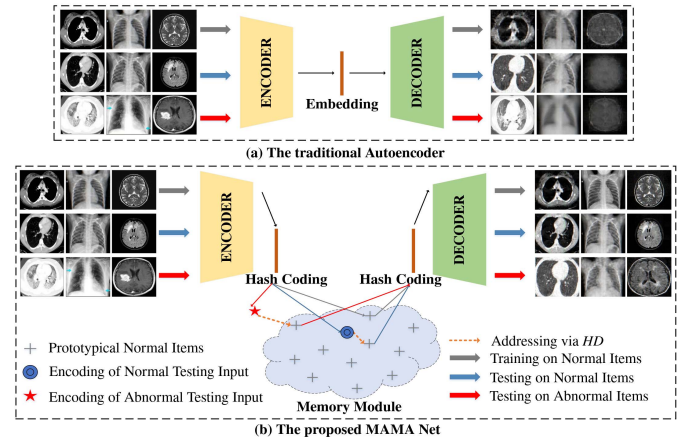 ENCODER
Embedding
DECODER
(a) The traditional Autoencoder
ENCODER
DECODER
Hash Coding
Hash Coding
Prototypical Normal Items
Encoding of Normal Testing Input
Encoding of Abnormal Testing Input
Memory Module
Addressing via HD
Training on Normal Items
Testing on Normal Items
Testing on Abnormal Items
(b) The proposed MAMA Net